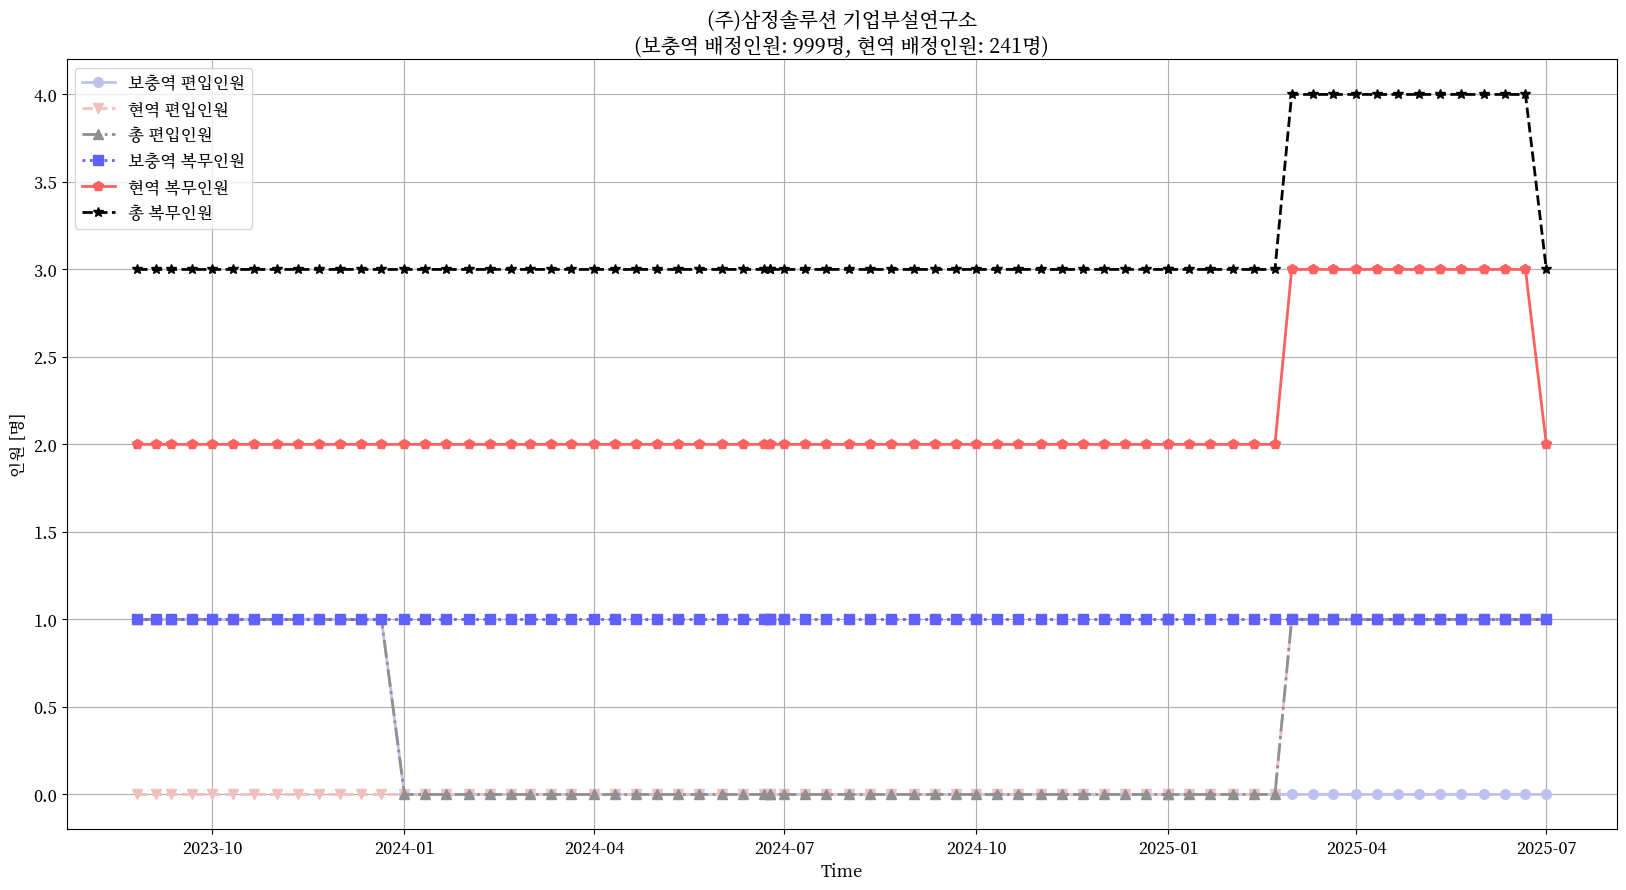 (주)삼정솔루션 기업부설연구소
(보충역 배정인원: 999명, 현역 배정인원: 241명)
보충역 편입인원
현역 편입인원
총 편입인원
보충역 복무인원
현역 복무인원
총 복무인원
인원 [명]
4.0
3.5
3.0
2.5
2.0
1.5
1.0
0.5
0.0
2023-10
2024-01
2024-04
2024-07
2024-10
2025-01
2025-04
2025-07
Time